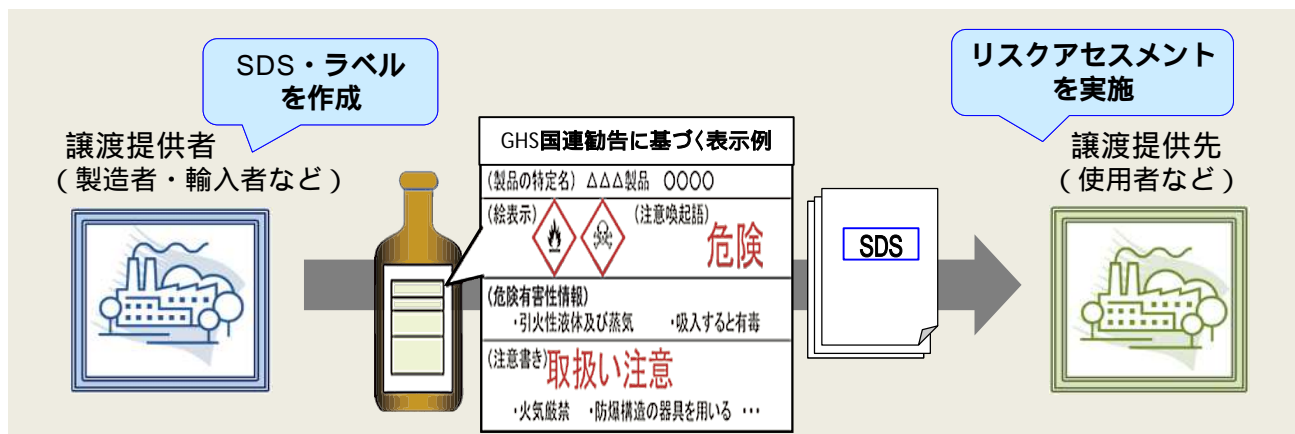 SDS・ラベル
を作成
譲渡提供者
（製造者・輸入者など）
GHS国連勧告に基づく表示例
(製品の特定名) △△△製品 〇〇〇〇
(絵表示)
(注意喚起語)
危険
(危険有害性情報)
・引火性液体及び蒸気 ・吸入すると有毒
(注意書き)取扱い注意
・火気厳禁 ・防爆構造の器具を用いる …
SDS
リスクアセスメント
を実施
譲渡提供先
（使用者など）